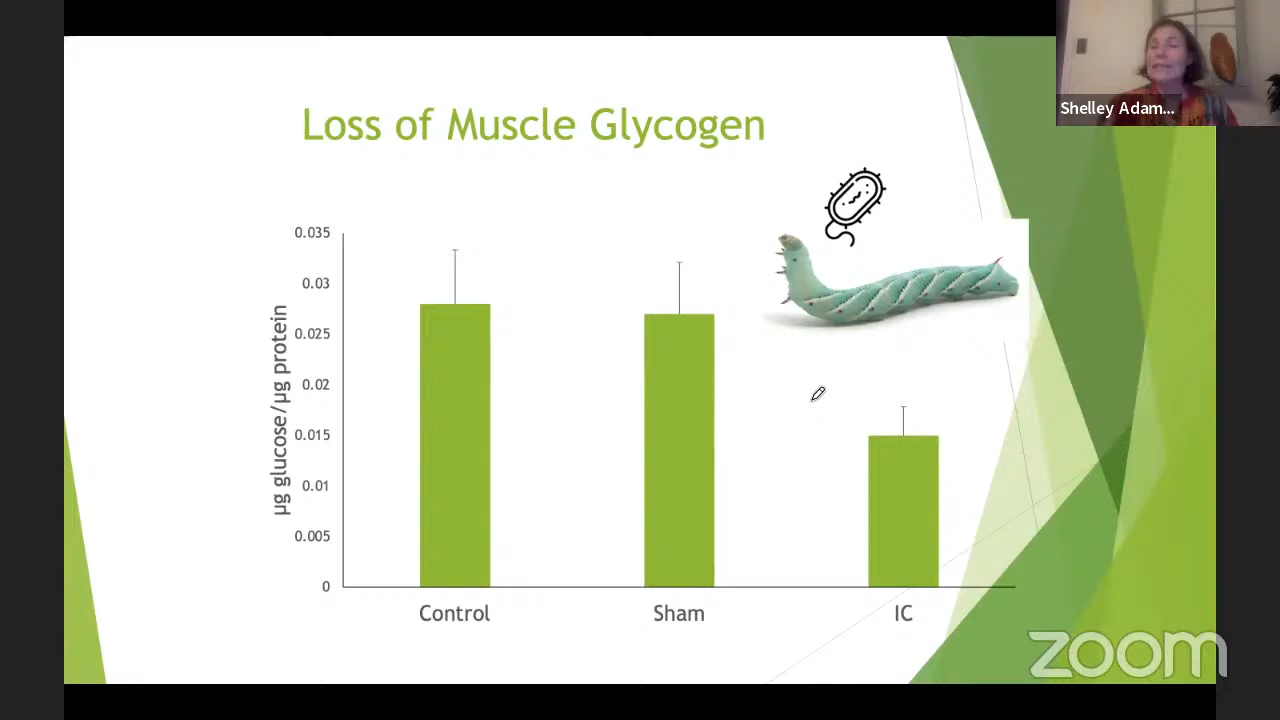 Shelley Adam...
Loss of Muscle Glycogen
µg glucose/µg protein
0.035
0.03
0.025
0.02
0.015
0.01
0.005
0
Control
Sham
IC
zoom